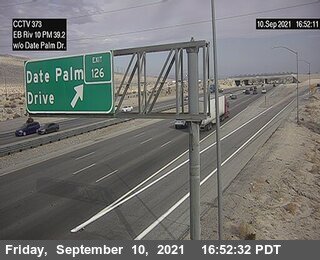 CCTV 373
EB Riv 10 PM 39.2
w/o Date Palm Dr.
10.Sep 2021 16:52:11
EXIT
126
Date Palm
Drive
Friday, September 10, 2021 16:52:32 PDT